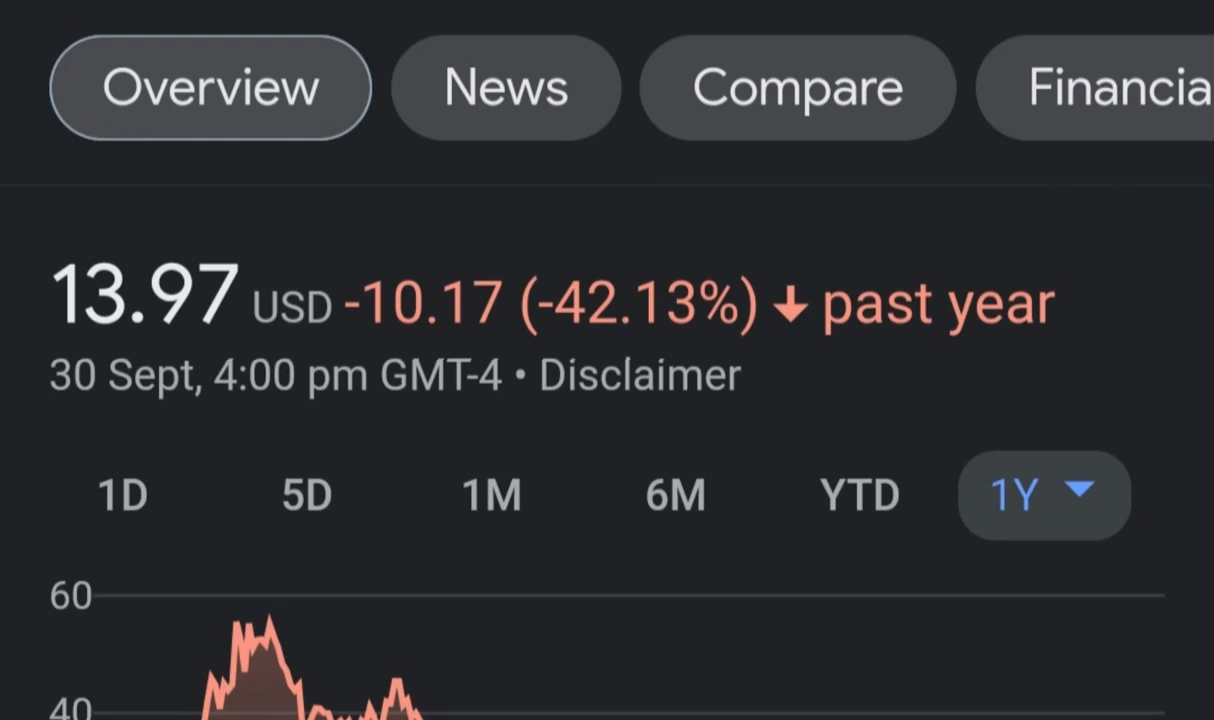 Overview News Compare Financia
13.97 USD -10.17 (-42.13%) ↓ past year
30 Sept, 4:00 pm GMT-4 • Disclaimer
1D 5D 1M 6M YTD 1Y
60
40